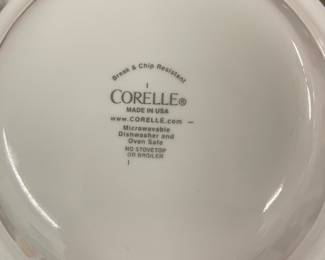 Break & Chip Resistant
CORELLE®
MADE IN USA
www.CORELLE.com
Microwavable
Dishwasher and
Oven Safe
NO STOVETOP
OR BROILER